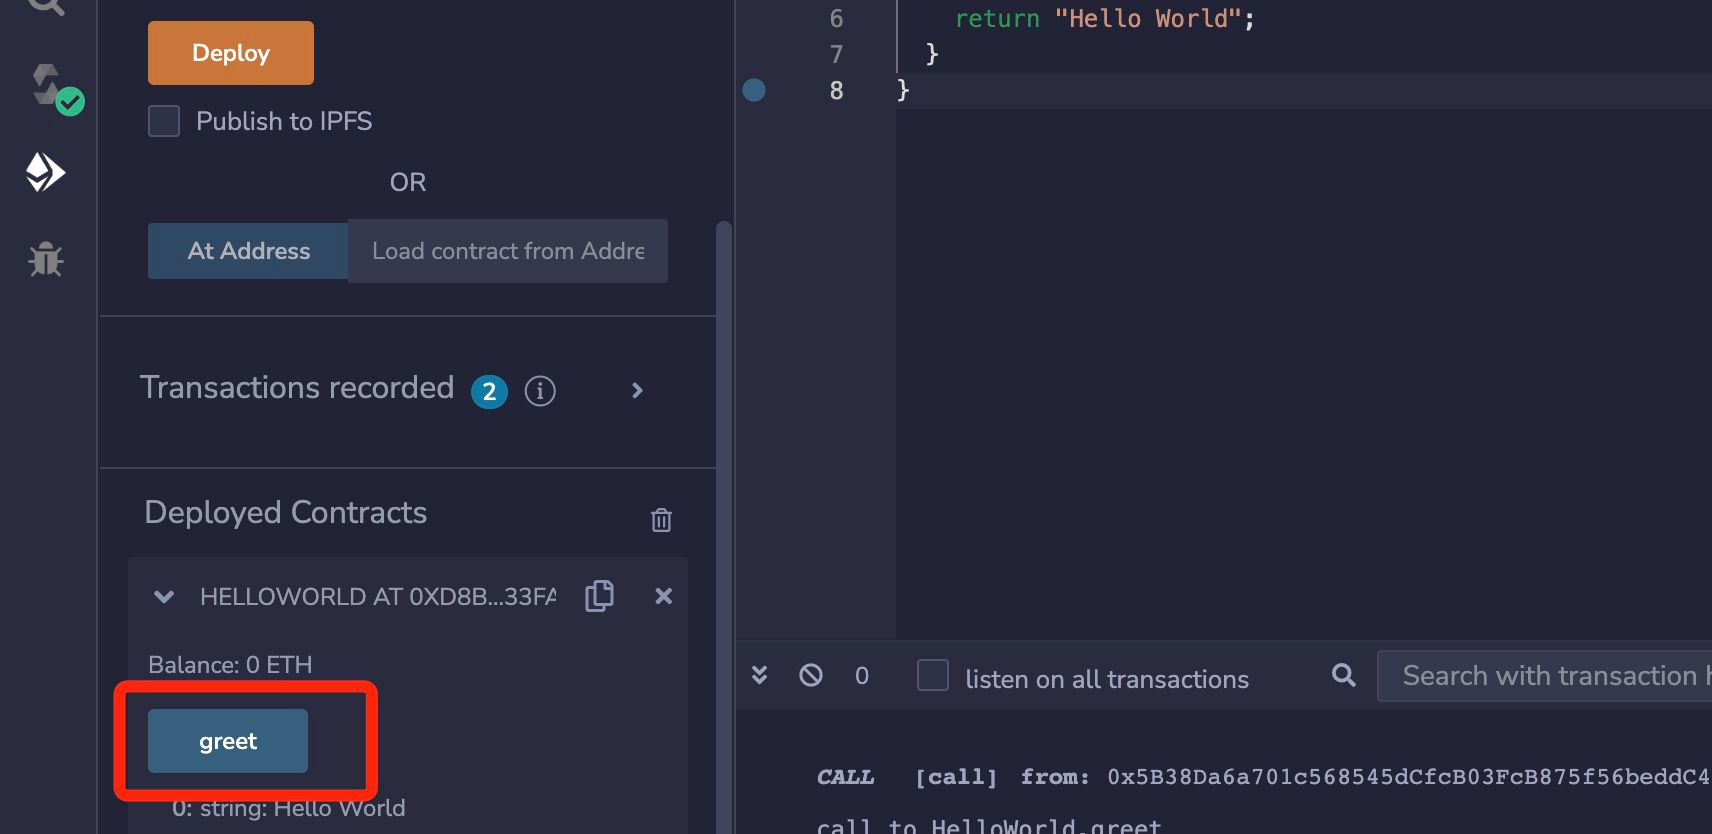 Deploy
Publish to IPFS
OR
At Address
Load contract from Addre
Transactions recorded 2
Deployed Contracts
HELLOWORLD AT 0XD8B...33FA
Balance: 0 ETH
greet
0: string: Hello World
6 return "Hello World";
7 }
8 }
0 listen on all transactions
Search with transaction h
CALL [call] from: 0x5B38Da6a701c568545dCfcB03FcB875f56beddC4
call to HelloWorld.greet